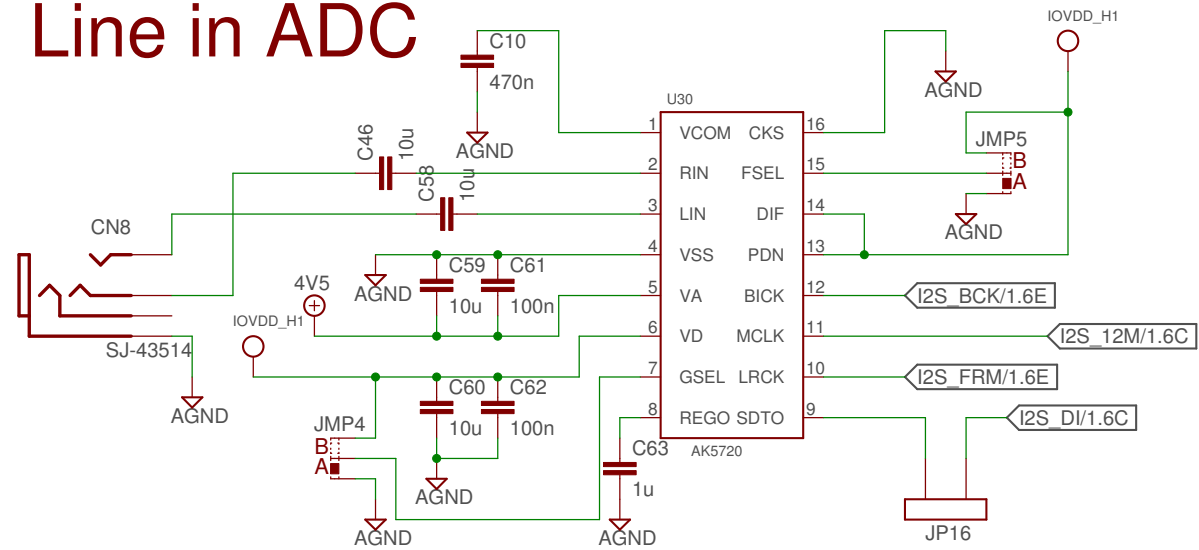 Line in ADC
C10
470n
AGND
C46
10u
C58
10u
CN8
SJ-43514
AGND
AGND
C59
10u
C61
100n
4V5
IOVDD_H1
C60
10u
C62
100n
JMP4
B
A
AGND
AGND
C63
1u
AGND
U30
1 VCOM CKS 16
2 RIN FSEL 15
3 LIN DIF 14
4 VSS PDN 13
5 VA BICK 12
6 VD MCLK 11
7 GSEL LRCK 10
8 REGO SDTO 9
AK5720
AGND
IOVDD_H1
JMP5
B
A
AGND
I2S_BCK/1.6E
I2S_12M/1.6C
I2S_FRM/1.6E
I2S_DI/1.6C
JP16